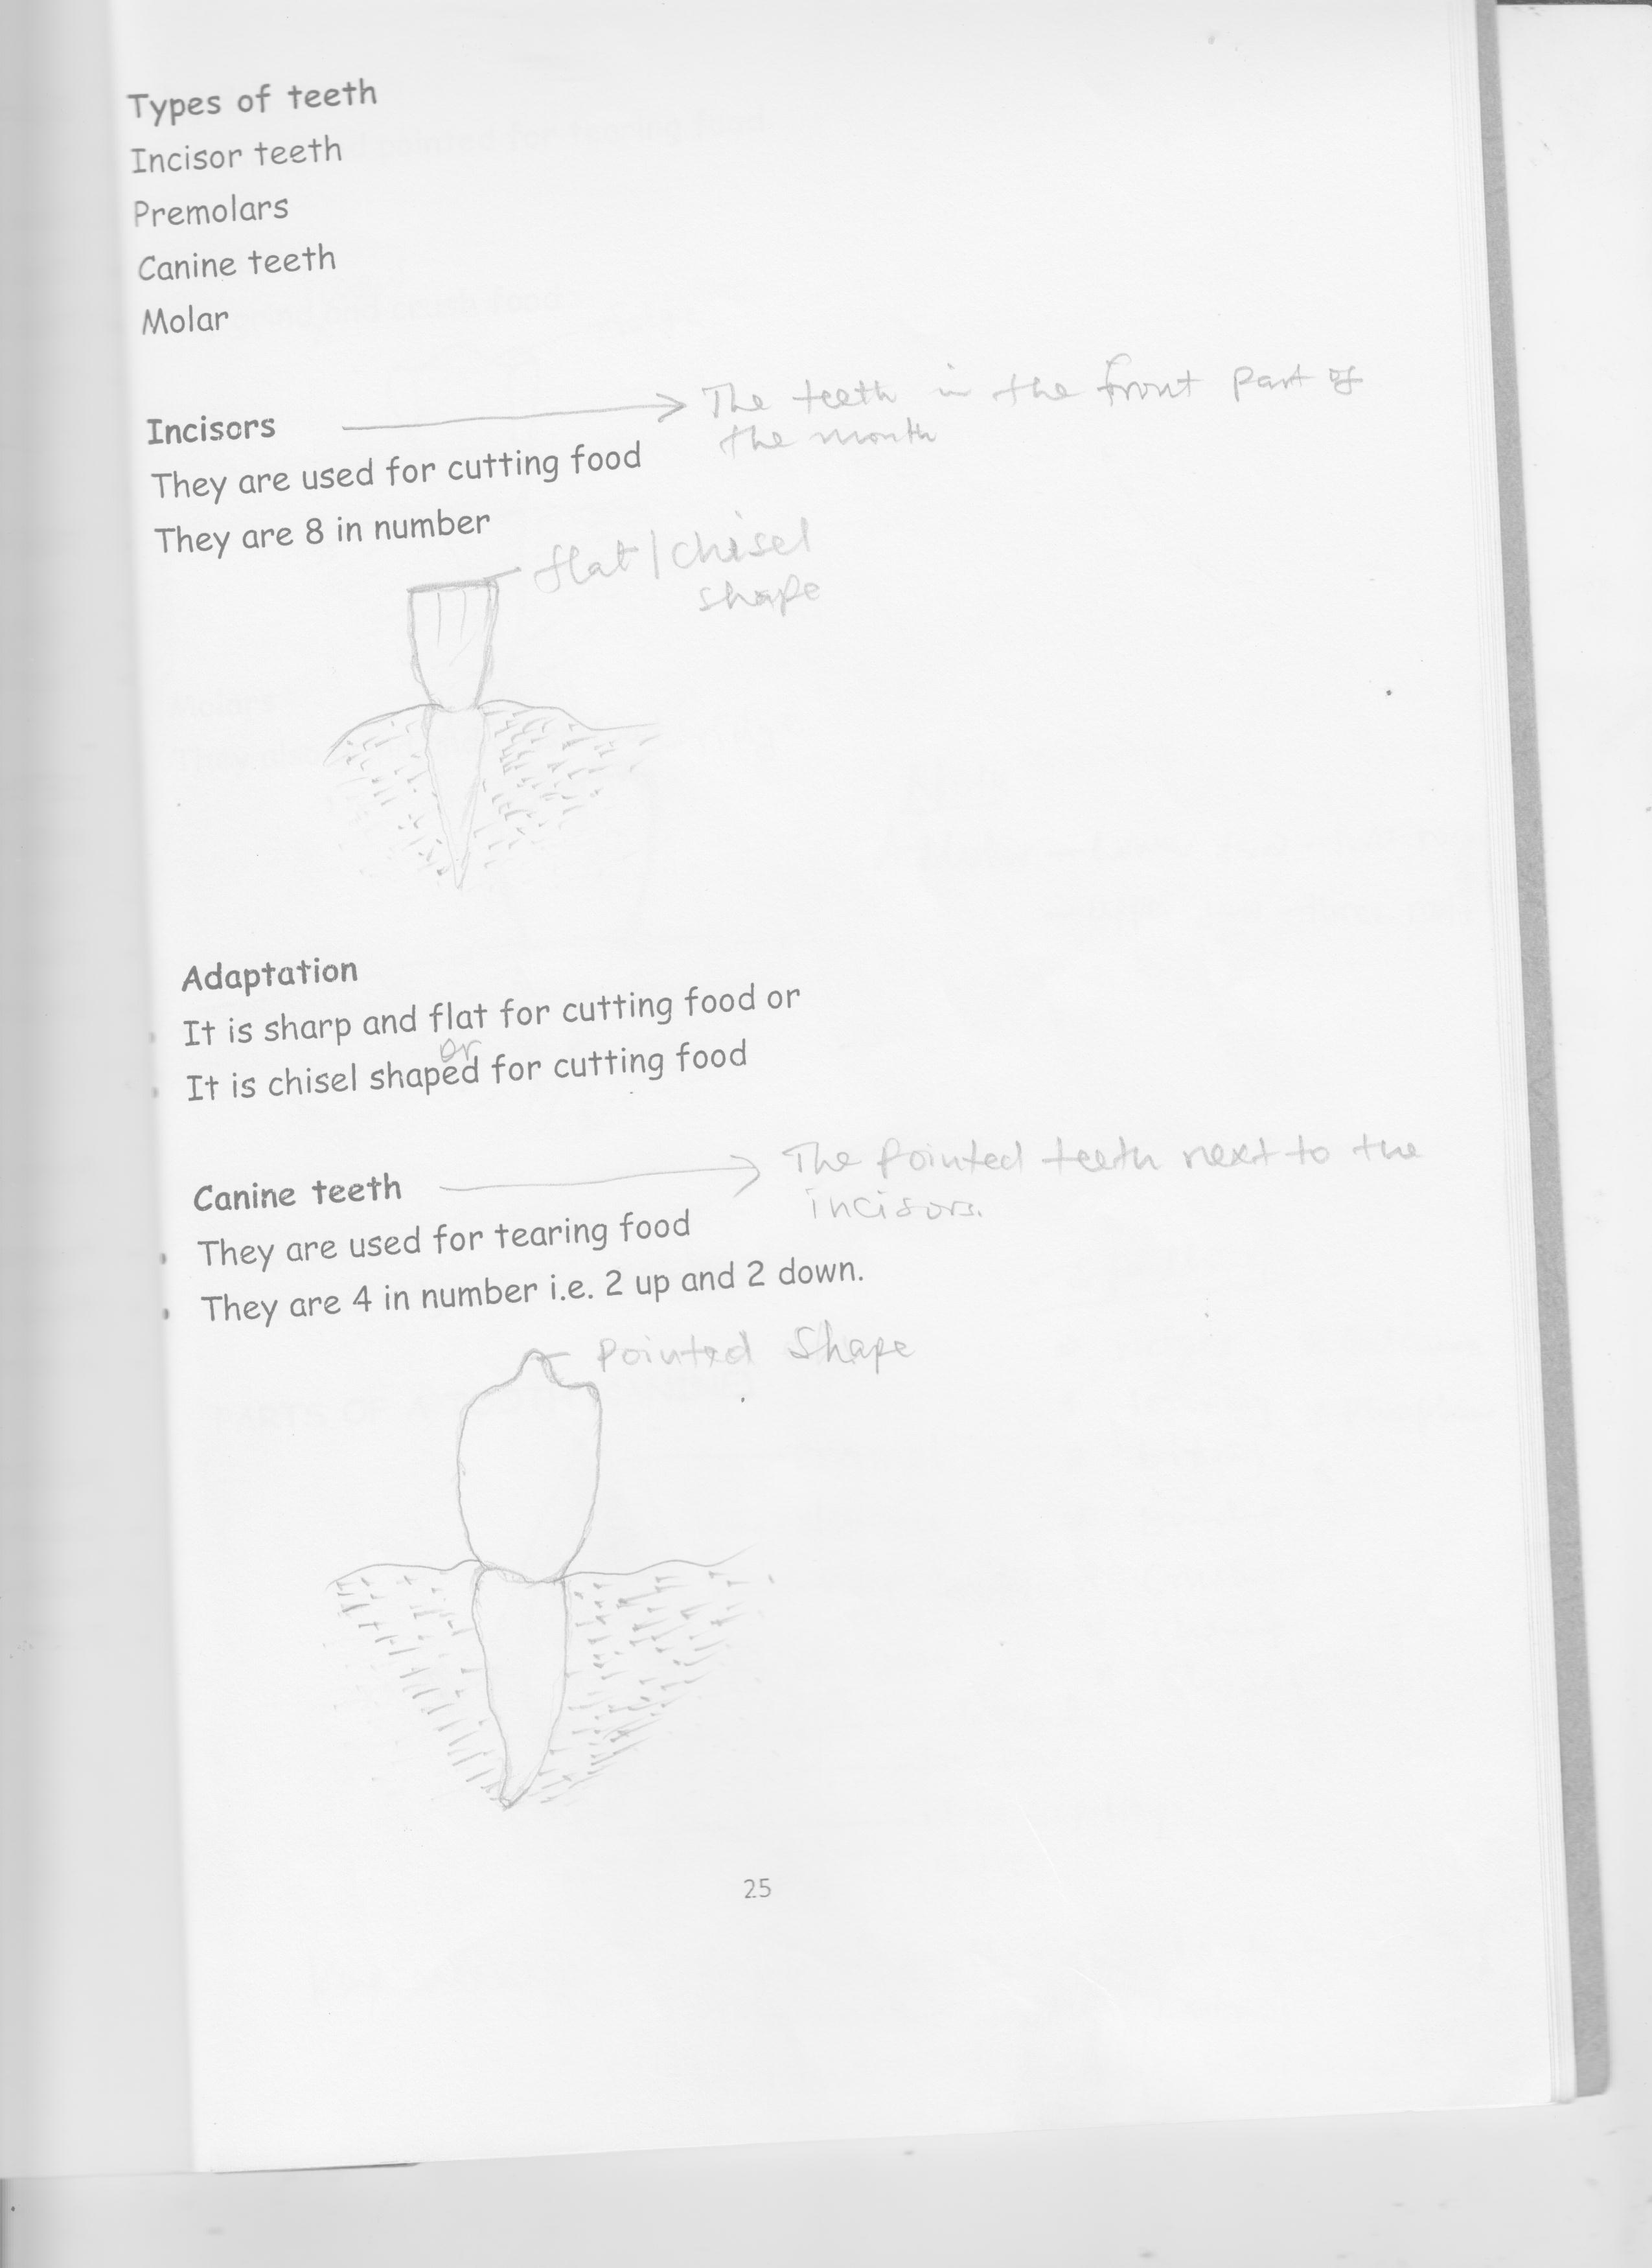 Types of teeth
Incisor teeth
Premolars
Canine teeth
Molar
Incisors
The teeth in the front part of
the mouth
They are used for cutting food
They are 8 in number
flat/chisel
shape
Adaptation
It is sharp and flat for cutting food or
or
It is chisel shaped for cutting food
Canine teeth
The pointed teeth next to the
incisors.
They are used for tearing food
They are 4 in number i.e. 2 up and 2 down.
Pointed Shape
25